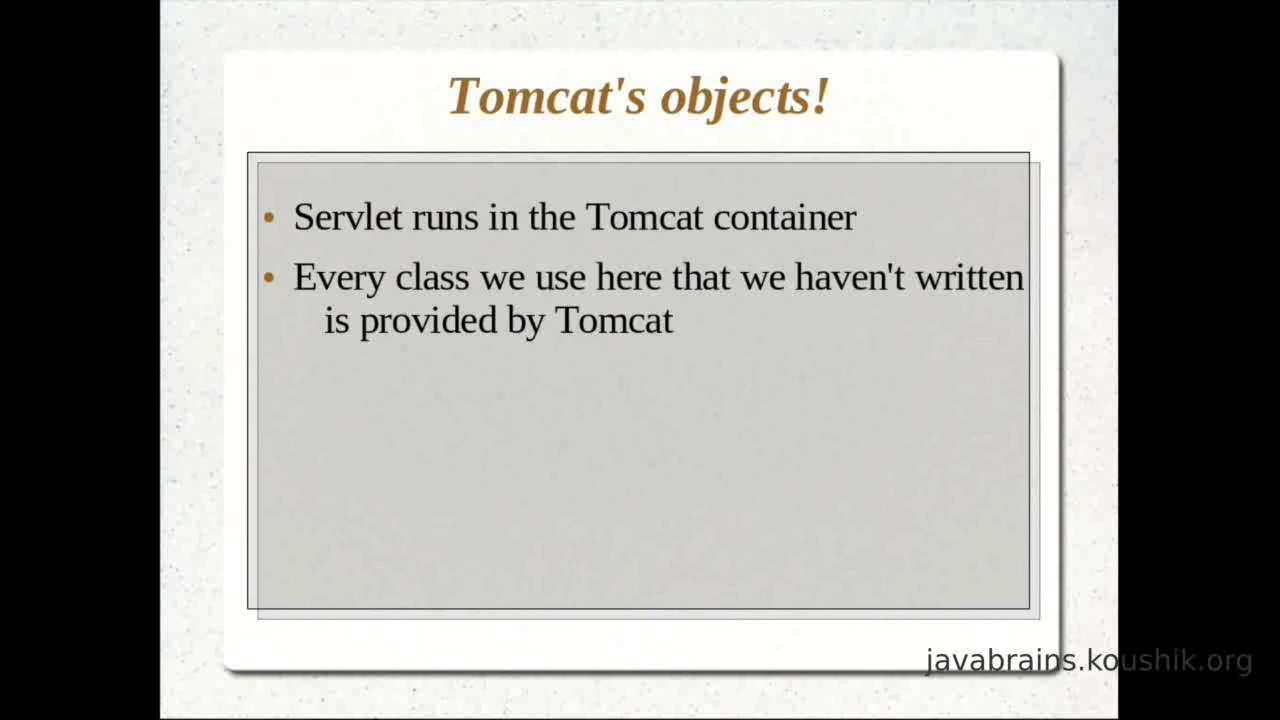 Tomcat's objects!
• Servlet runs in the Tomcat container
• Every class we use here that we haven't written
is provided by Tomcat
javabrains.koushik.org